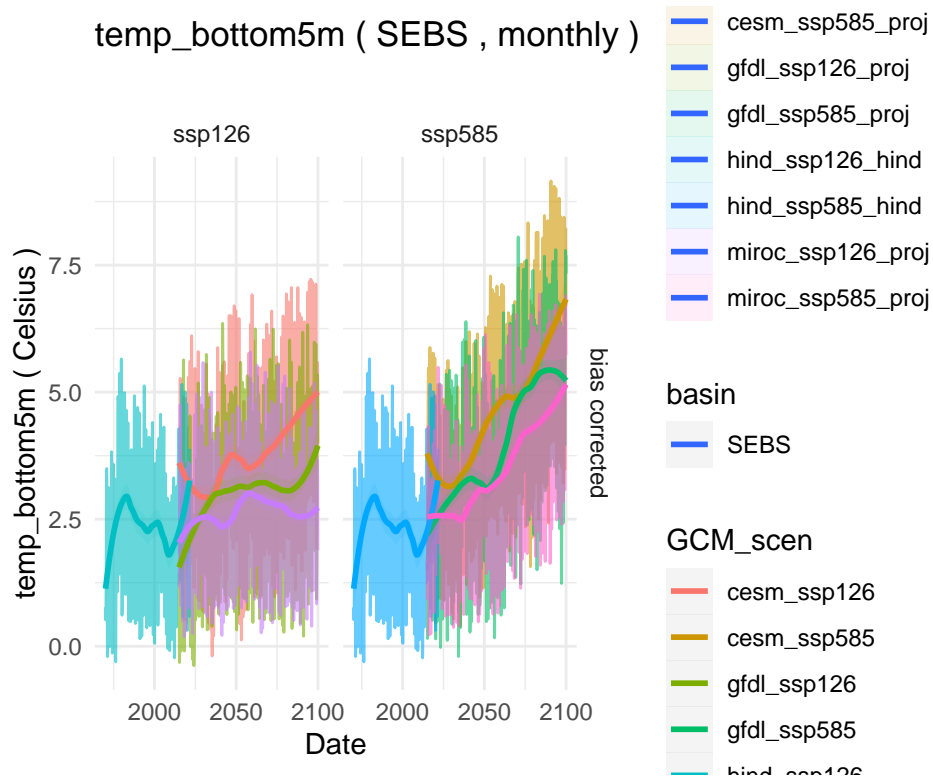 temp_bottom5m ( SEBS , monthly )
ssp126
ssp585
7.5
5.0
2.5
0.0
temp_bottom5m ( Celsius )
bias corrected
2000
2050
2100
2000
2050
2100
Date
cesm_ssp585_proj
gfdl_ssp126_proj
gfdl_ssp585_proj
hind_ssp126_hind
hind_ssp585_hind
miroc_ssp126_proj
miroc_ssp585_proj
basin
SEBS
GCM_scen
cesm_ssp126
cesm_ssp585
gfdl_ssp126
gfdl_ssp585
hind_ssp126